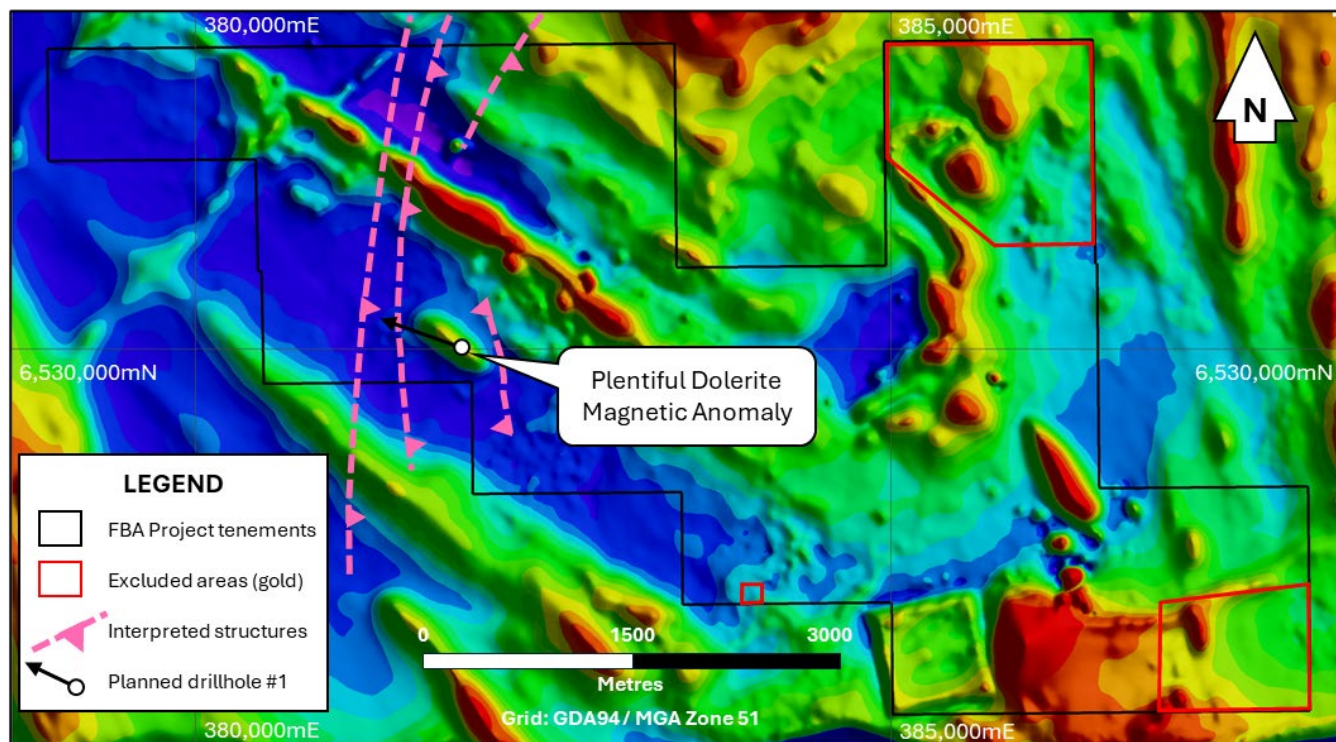 380,000mE
385,000mE
N
6,530,000mN
6,530,000mN
Plentiful Dolerite
Magnetic Anomaly
LEGEND
FBA Project tenements
Excluded areas (gold)
Interpreted structures
Planned drillhole #1
0
1500
3000
Metres
Grid: GDA94 / MGA Zone 51
380,000mE
385,000mE